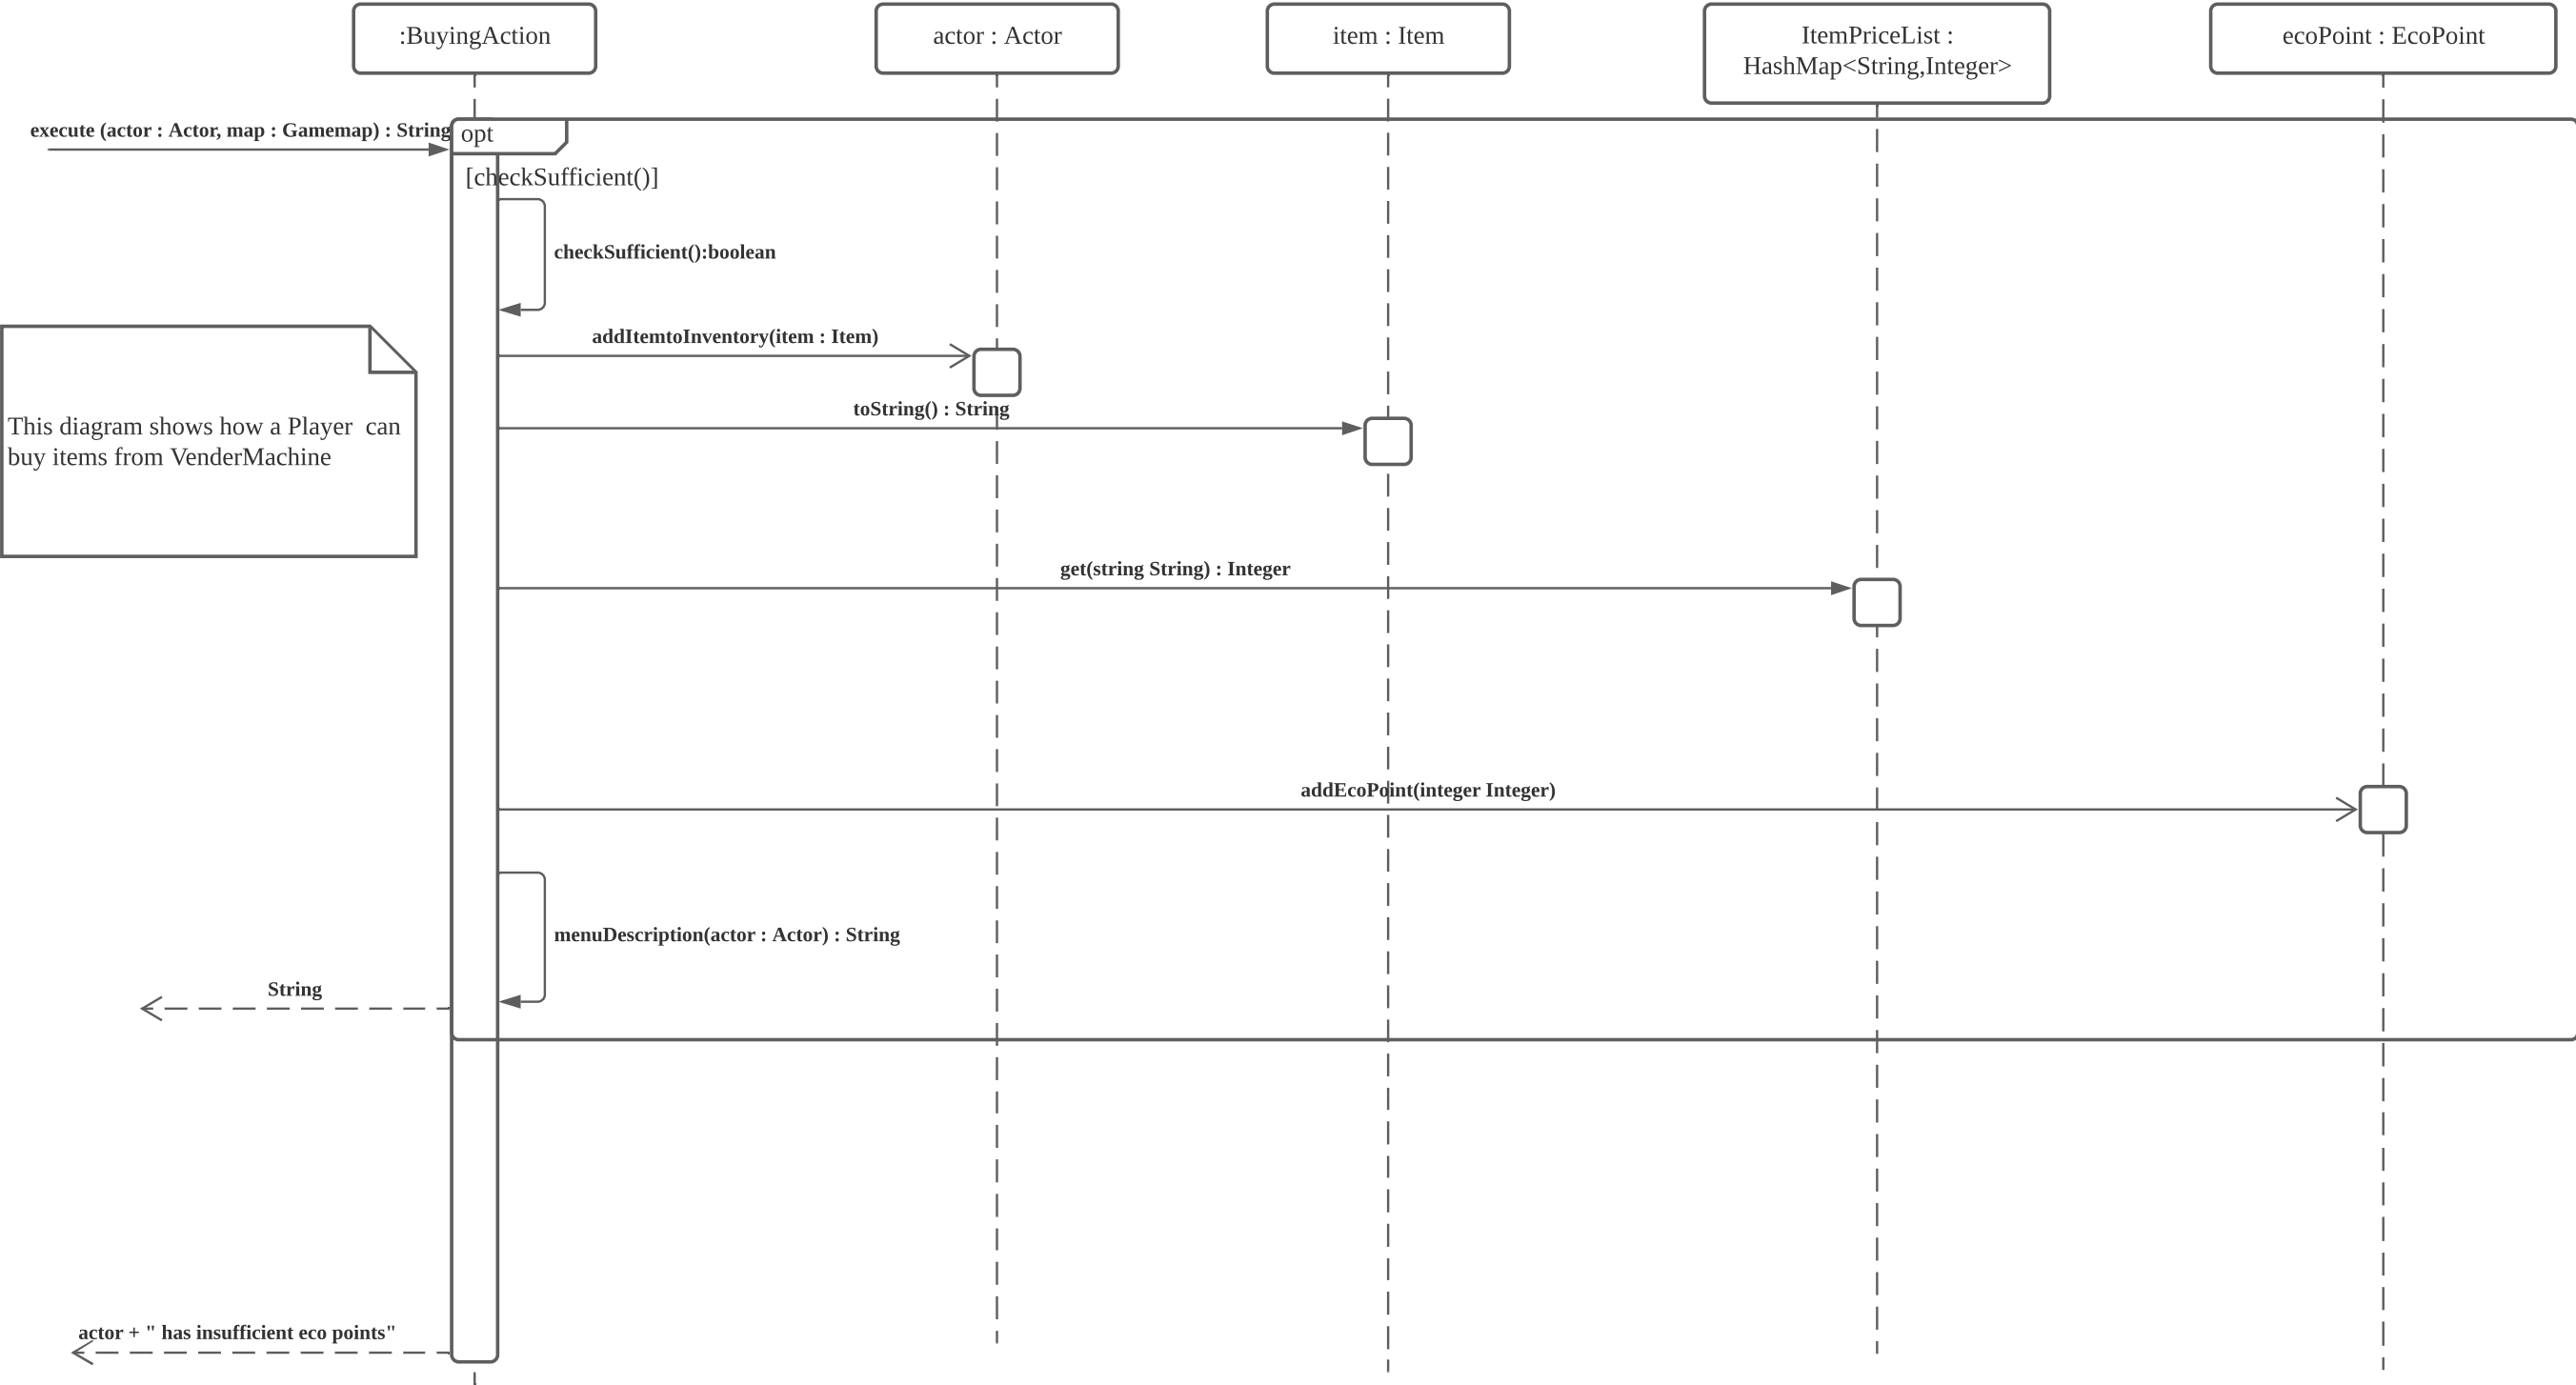 :BuyingAction
actor : Actor
item : Item
ItemPriceList :
HashMap<String,Integer>
ecoPoint : EcoPoint
execute (actor : Actor, map : Gamemap) : String
opt
[checkSufficient()]
checkSufficient():boolean
addItemtoInventory(item : Item)
toString() : String
This diagram shows how a Player  can
buy items from VenderMachine
get(string String) : Integer
addEcoPoint(integer Integer)
menuDescription(actor : Actor) : String
String
actor + " has insufficient eco points"